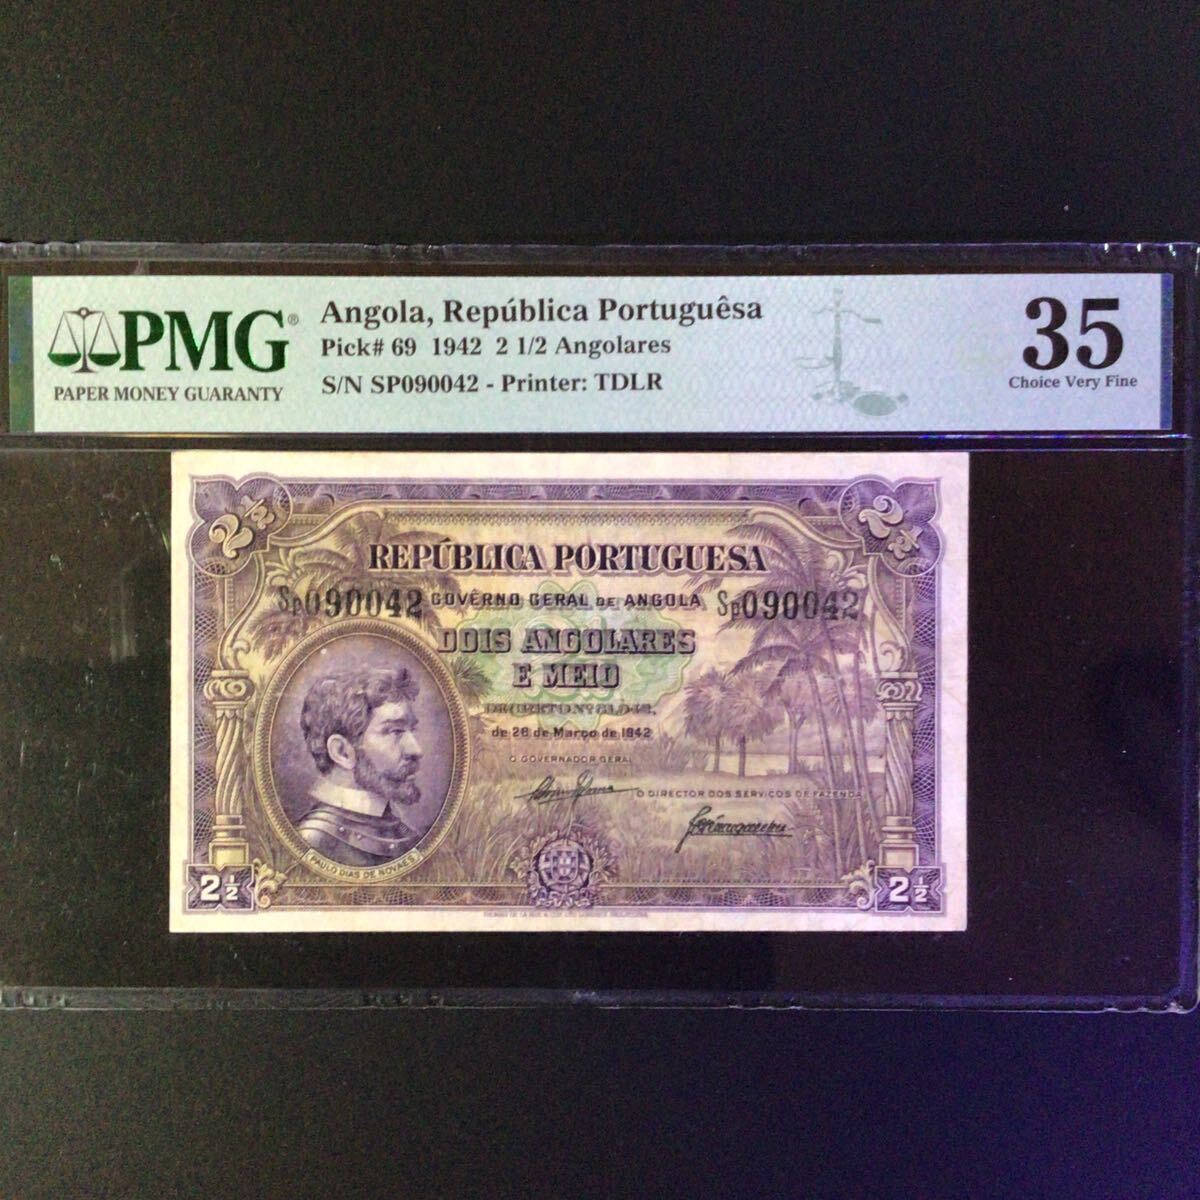 PMG®
PAPER MONEY GUARANTY
Angola, República Portuguêsa
Pick# 69 1942 2 1/2 Angolares
S/N SP090042 - Printer: TDLR
35
Choice Very Fine
2½
2½
REPÚBLICA PORTUGUESA
Sp090042 GOVÊRNO GERAL DE ANGOLA Sp090042
DOIS ANGOLARES
E MEIO
DECRETO Nº
de 28 de Março de 1942
O GOVERNADOR GERAL
O DIRECTOR DOS SERVIÇOS DE FAZENDA
PAULO DIAS DE NOVAES
2½
2½